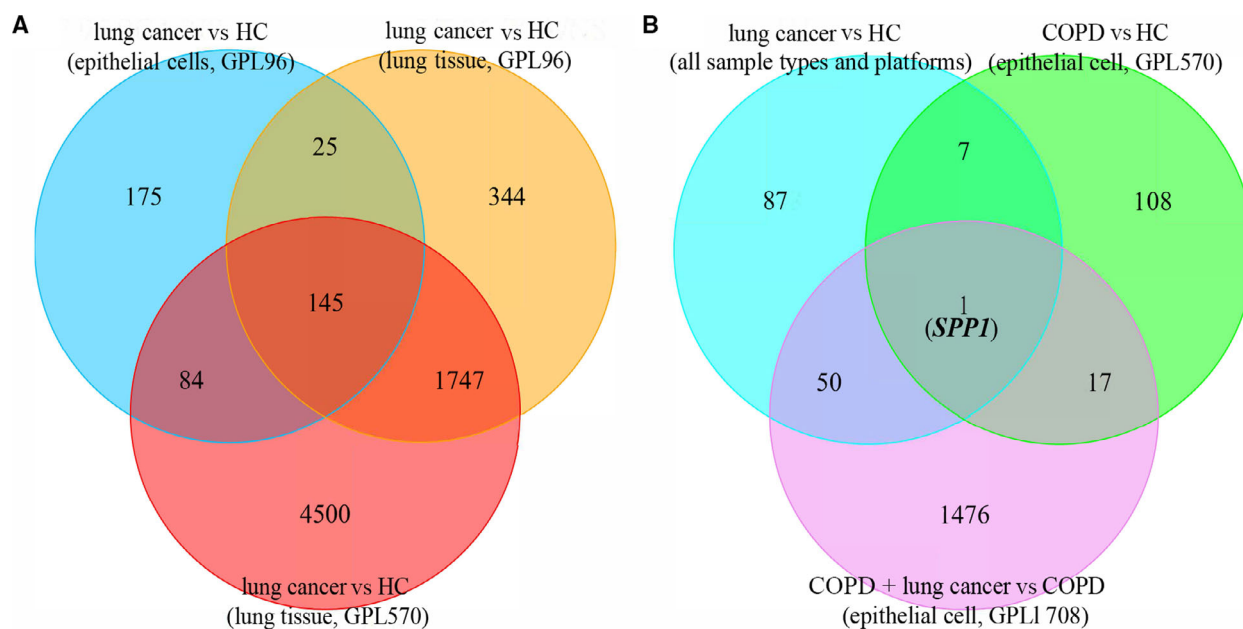 A
lung cancer vs HC
(epithelial cells, GPL96)
lung cancer vs HC
(lung tissue, GPL96)
25
175
344
145
84
1747
4500
lung cancer vs HC
(lung tissue, GPL570)
B
lung cancer vs HC
(all sample types and platforms)
COPD vs HC
(epithelial cell, GPL570)
7
87
108
1
(SPP1)
50
17
1476
COPD + lung cancer vs COPD
(epithelial cell, GPL1 708)